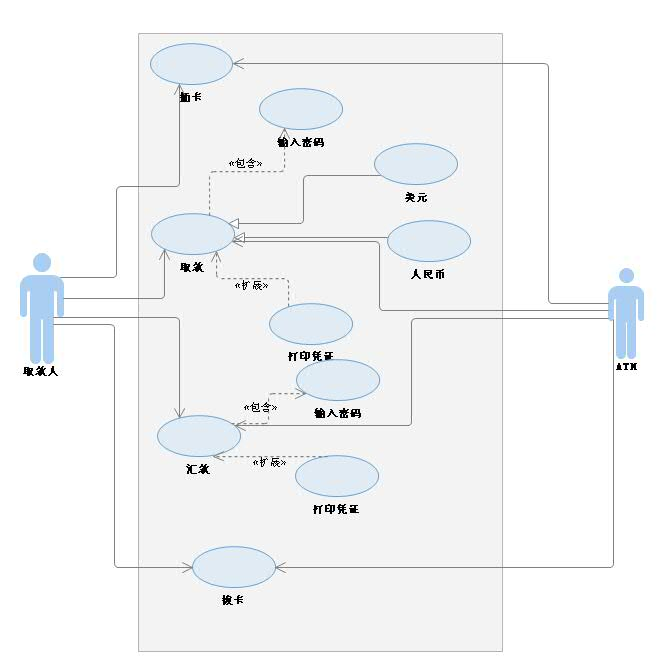 插卡
输入密码
«包含»
美元
取款
人民币
«扩展»
打印凭证
取款人
ATM
«包含»
输入密码
汇款
«扩展»
打印凭证
拔卡